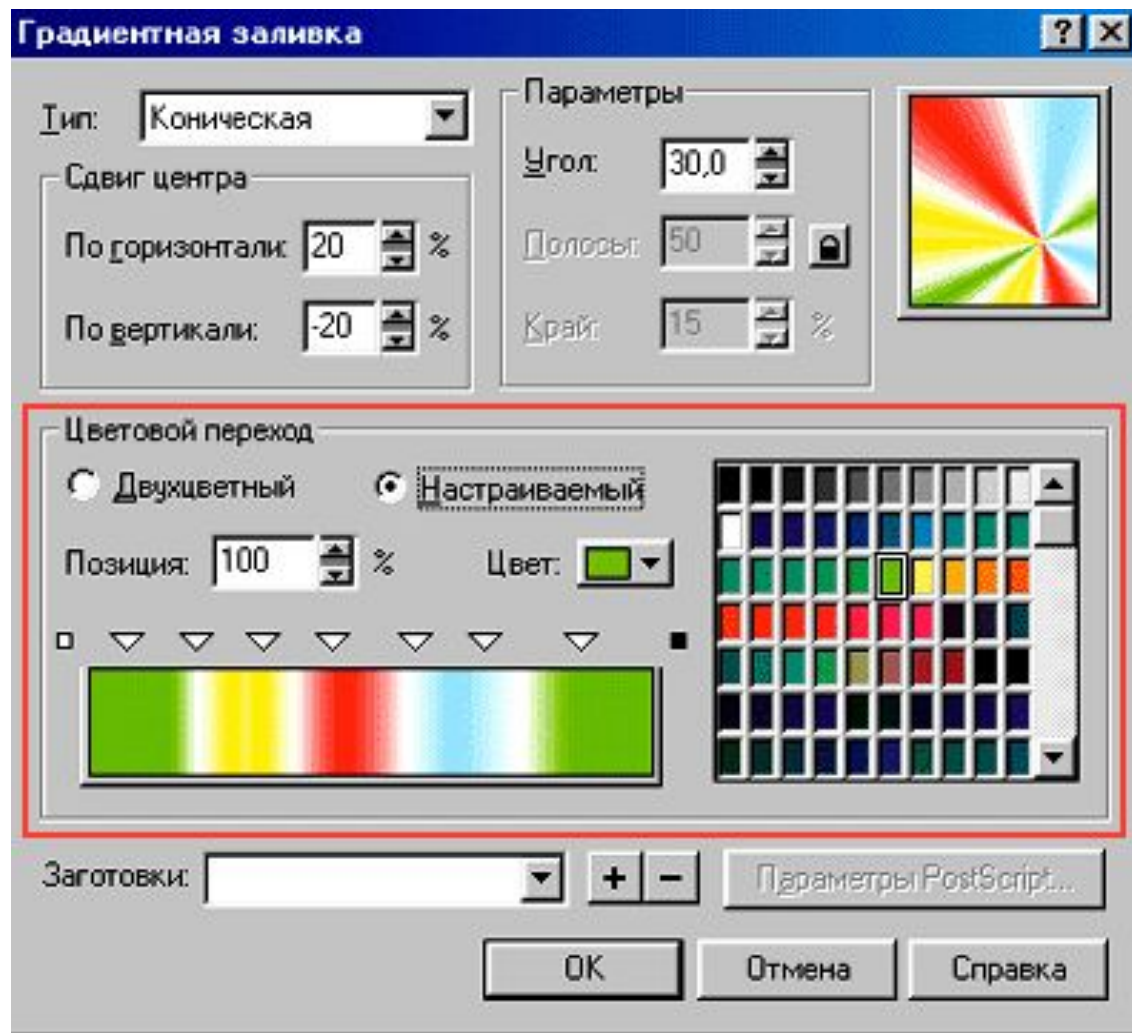 Градиентная заливка
Тип: Коническая
Сдвиг центра
По горизонтали: 20 %
По вертикали: -20 %
Параметры
Угол: 30,0
Полосы: 50
Край: 15 %
Цветовой переход
Двухцветный Настраиваемый
Позиция: 100 % Цвет:
Заготовки: + − Параметры PostScript...
OK Отмена Справка